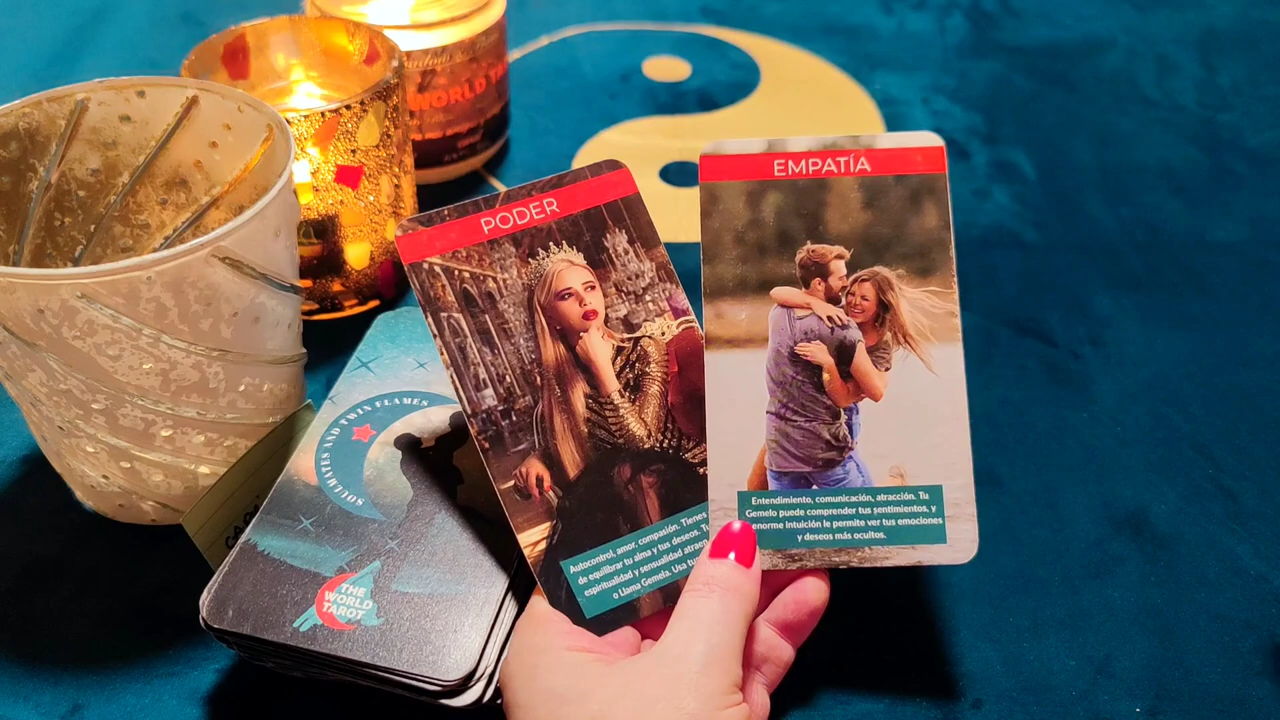 WORLD T
PODER
Autocontrol, amor, compasión. Tienes
de equilibrar tu alma y tus deseos. Tu
espiritualidad y sensualidad atraen
o Llama Gemela. Usa tu
EMPATÍA
Entendimiento, comunicación, atracción. Tu
Gemelo puede comprender tus sentimientos, y
enorme intuición le permite ver tus emociones
y deseos más ocultos.
SOULMATES AND TWIN FLAMES
THE
WORLD
TAROT